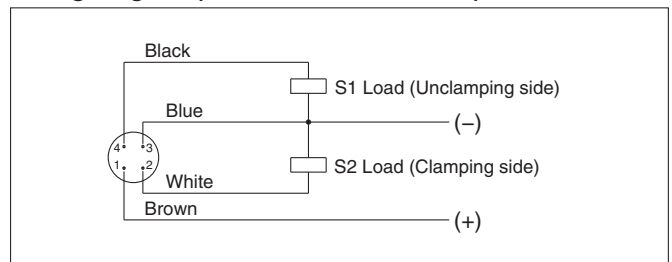 Black
S1 Load (Unclamping side)
Blue
(–)
4 3
1 2
S2 Load (Clamping side)
White
Brown
(+)